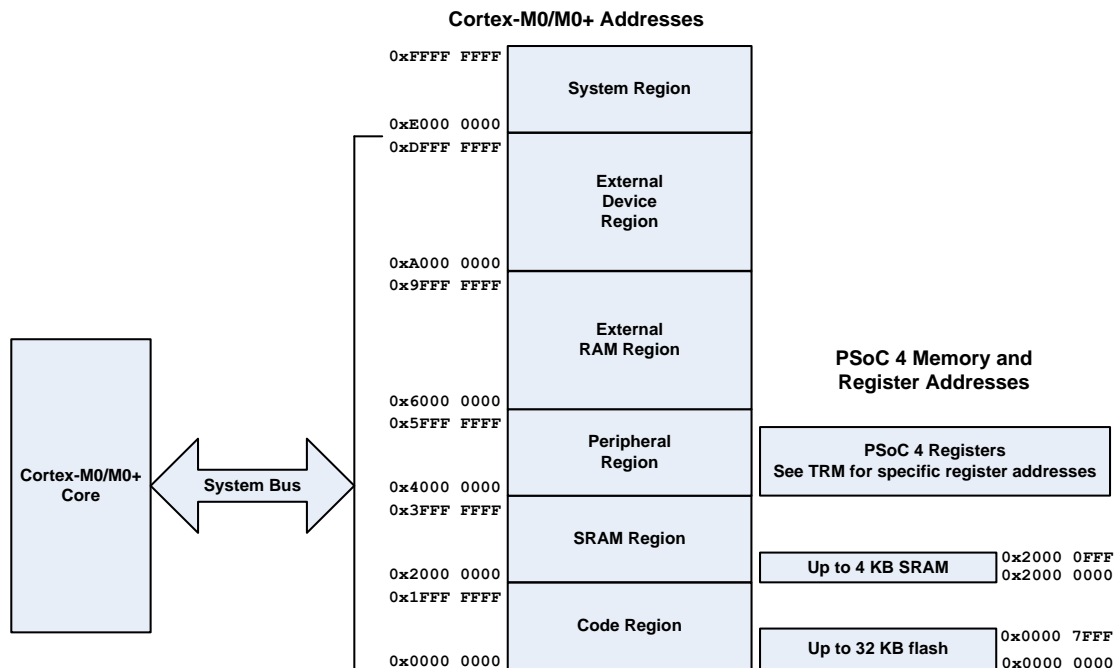 Cortex-M0/M0+ Addresses
0xFFFF FFFF
System Region
0xE000 0000
0xDFFF FFFF
External
Device
Region
0xA000 0000
0x9FFF FFFF
External
RAM Region
0x6000 0000
0x5FFF FFFF
Peripheral
Region
0x4000 0000
0x3FFF FFFF
SRAM Region
0x2000 0000
0x1FFF FFFF
Code Region
0x0000 0000
Cortex-M0/M0+
Core
System Bus
PSoC 4 Memory and
Register Addresses
PSoC 4 Registers
See TRM for specific register addresses
Up to 4 KB SRAM
0x2000 0FFF
0x2000 0000
Up to 32 KB flash
0x0000 7FFF
0x0000 0000